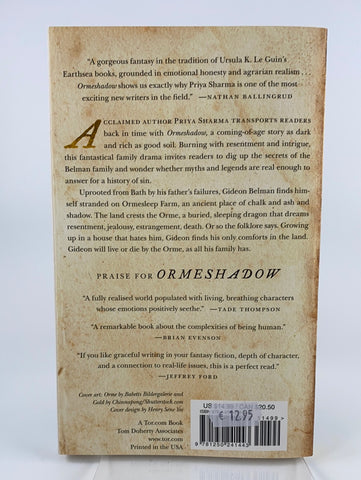 “A gorgeous fantasy in the tradition of Ursula K. Le Guin’s
Earthsea books, grounded in emotional honesty and agrarian realism . . .
Ormeshadow shows us exactly why Priya Sharma is one of the most
exciting new writers in the field.” —NATHAN BALLINGRUD
ACCLAIMED AUTHOR PRIYA SHARMA TRANSPORTS READERS
back in time with Ormeshadow, a coming-of-age story as dark
and rich as good soil. Burning with resentment and intrigue,
this fantastical family drama invites readers to dig up the secrets of the
Belman family and wonder whether myths and legends are real enough to
answer for a history of sin.
Uprooted from Bath by his father’s failures, Gideon Belman finds him-
self stranded on Ormesleep Farm, an ancient place of chalk and ash and
shadow. The land crests the Orme, a buried, sleeping dragon that dreams
resentment, jealousy, estrangement, death. Or so the folklore says. Growing
up in a house that hates him, Gideon finds his only comforts in the land.
Gideon will live or die by the Orme, as all his family has.
PRAISE FOR ORMESHADOW
“A fully realised world populated with living, breathing characters
whose emotions positively seethe.” —TADE THOMPSON
“A remarkable book about the complexities of being human.”
—BRIAN EVENSON
“If you like graceful writing in your fantasy fiction, depth of character,
and a connection to real-life issues, this is a perfect read.”
—JEFFREY FORD
Cover art: Orme by Babetts Bildergalerie and
Gold by Chinnapong/Shutterstock.com
Cover design by Henry Sene Yee
A Tor.com Book
Tom Doherty Associates
www.tor.com
Printed in the USA
US $14.99 / CAN $20.50
€ 12.95
51499>
9 781250 241443